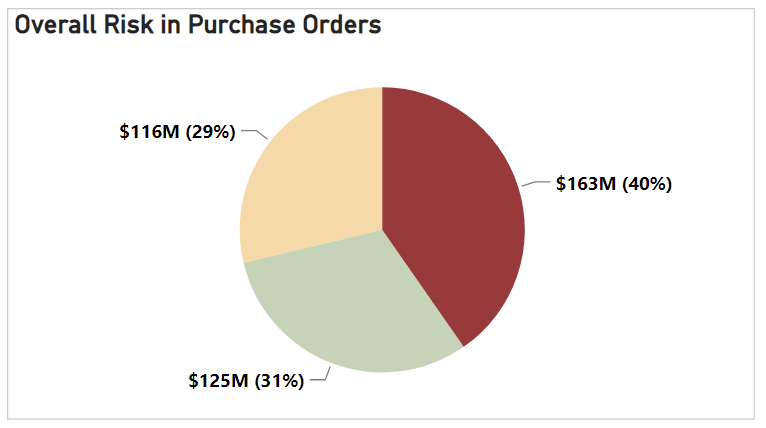 Overall Risk in Purchase Orders
$116M (29%)
$163M (40%)
$125M (31%)